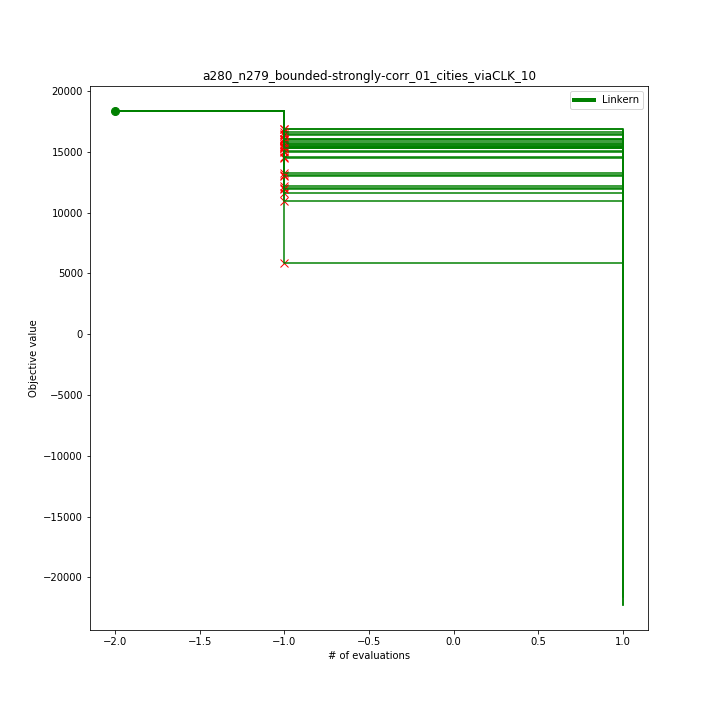 a280_n279_bounded-strongly-corr_01_cities_viaCLK_10
Linkern
20000
15000
10000
5000
0
−5000
−10000
−15000
−20000
Objective value
−2.0 −1.5 −1.0 −0.5 0.0 0.5 1.0
# of evaluations